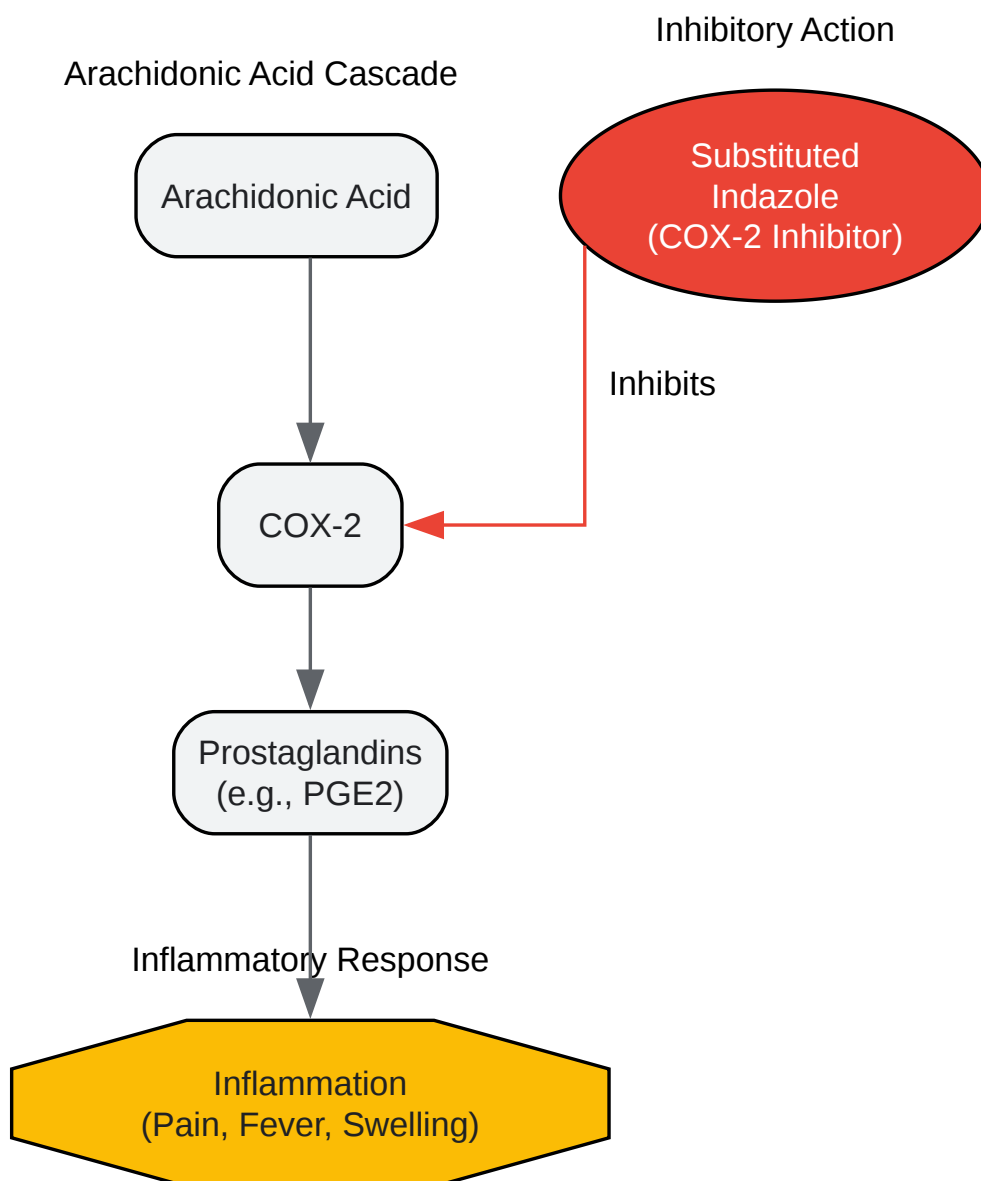 Inhibitory Action
Arachidonic Acid Cascade
Substituted
Indazole
(COX-2 Inhibitor)
Arachidonic Acid
Inhibits
COX-2
Prostaglandins
(e.g., PGE2)
Inflammatory Response
Inflammation
(Pain, Fever, Swelling)